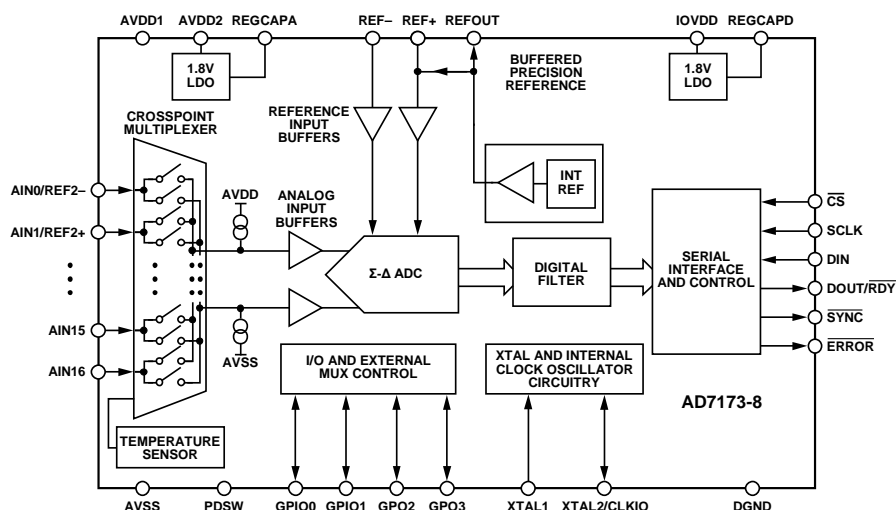 AVDD1 AVDD2 REGCAPA REF– REF+ REFOUT IOVDD REGCAPD
1.8V
LDO
BUFFERED
PRECISION
REFERENCE
1.8V
LDO
CROSSPOINT
MULTIPLEXER
REFERENCE
INPUT
BUFFERS
INT
REF
AIN0/REF2–
AIN1/REF2+
AIN15
AIN16
AVDD
ANALOG
INPUT
BUFFERS
Σ-Δ ADC
DIGITAL
FILTER
SERIAL
INTERFACE
AND CONTROL
CS
SCLK
DIN
DOUT/RDY
SYNC
ERROR
AVSS
I/O AND EXTERNAL
MUX CONTROL
XTAL AND INTERNAL
CLOCK OSCILLATOR
CIRCUITRY
AD7173-8
TEMPERATURE
SENSOR
AVSS PDSW GPIO0 GPIO1 GPO2 GPO3 XTAL1 XTAL2/CLKIO DGND